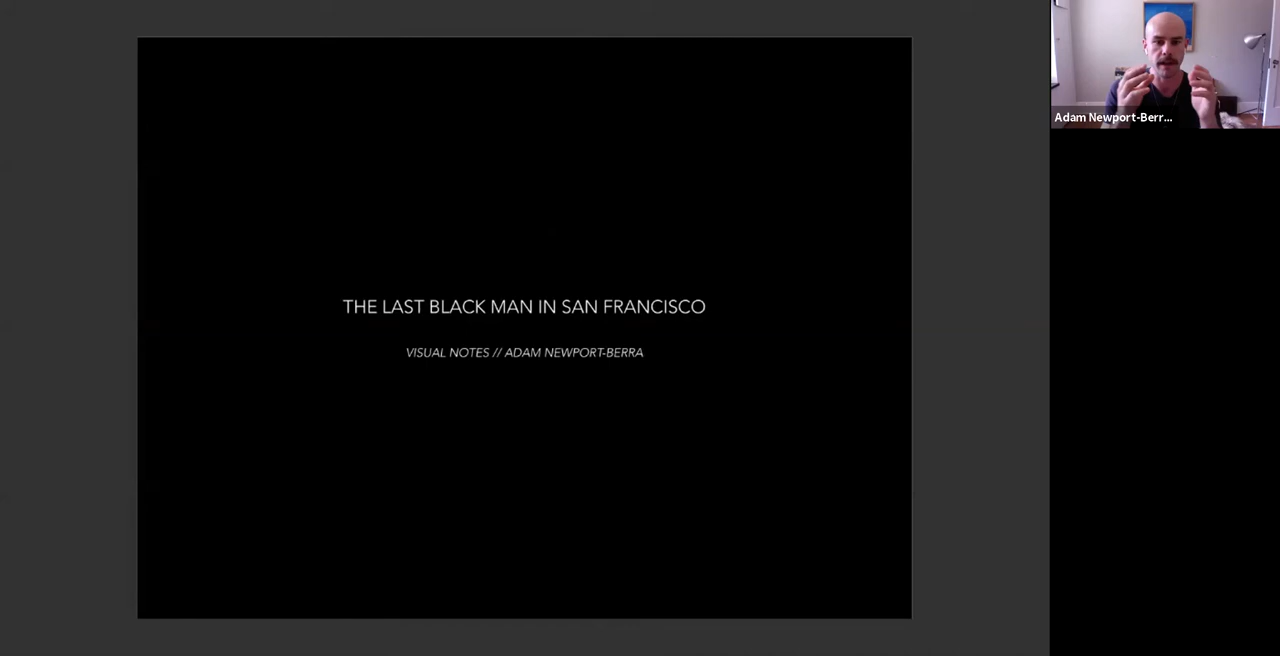 THE LAST BLACK MAN IN SAN FRANCISCO
VISUAL NOTES // ADAM NEWPORT-BERRA
Adam Newport-Berr...